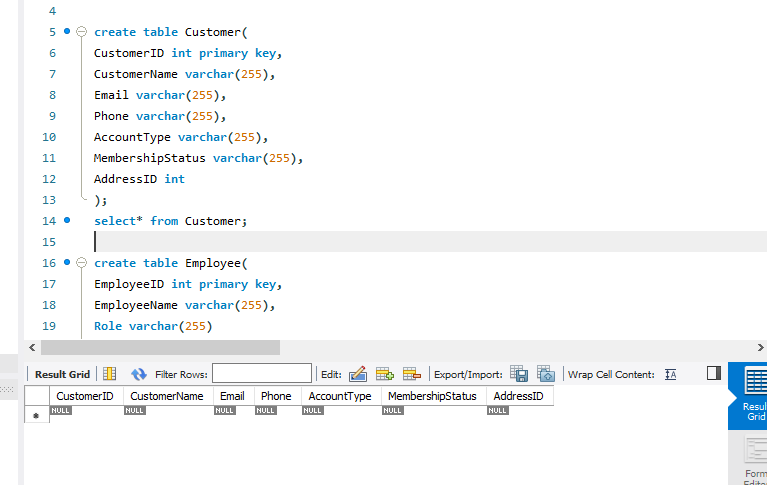 4
5 create table Customer(
6 CustomerID int primary key,
7 CustomerName varchar(255),
8 Email varchar(255),
9 Phone varchar(255),
10 AccountType varchar(255),
11 MembershipStatus varchar(255),
12 AddressID int
13 );
14 select* from Customer;
15
16 create table Employee(
17 EmployeeID int primary key,
18 EmployeeName varchar(255),
19 Role varchar(255)
Result Grid Filter Rows: Edit: Export/Import: Wrap Cell Content:
CustomerID CustomerName Email Phone AccountType MembershipStatus AddressID
NULL NULL NULL NULL NULL NULL NULL
Resul
Grid
Form